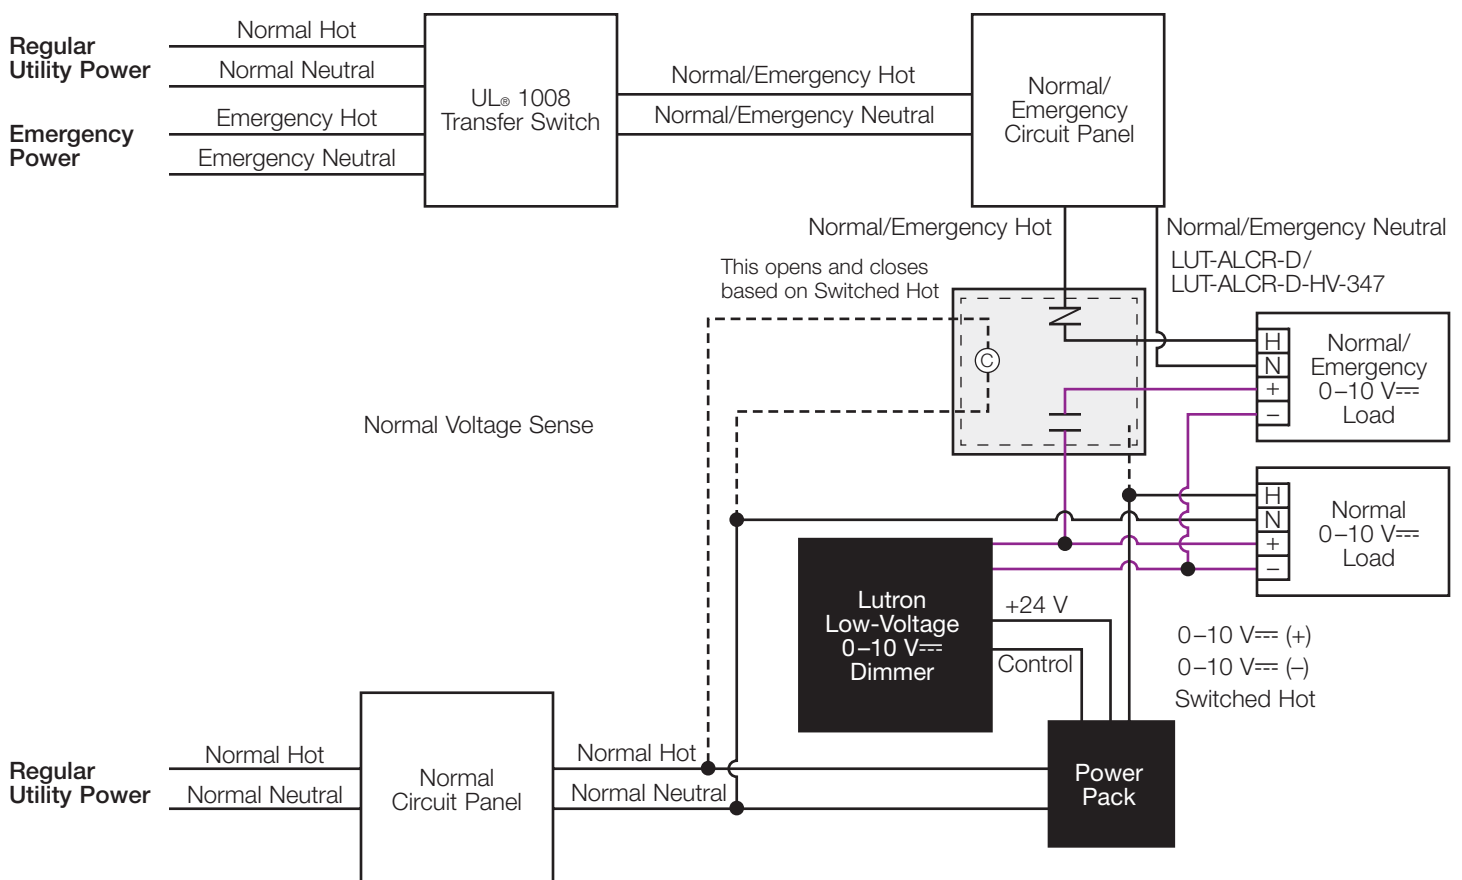 Regular
Utility Power
Normal Hot
Normal Neutral
Emergency
Power
Emergency Hot
Emergency Neutral
UL® 1008
Transfer Switch
Normal/Emergency Hot
Normal/Emergency Neutral
Normal/
Emergency
Circuit Panel
Normal/Emergency Hot
Normal/Emergency Neutral
LUT-ALCR-D/
LUT-ALCR-D-HV-347
This opens and closes
based on Switched Hot
C
H
N
+
–
Normal/
Emergency
0–10 V⎓
Load
Normal Voltage Sense
H
N
+
–
Normal
0–10 V⎓
Load
Lutron
Low-Voltage
0–10 V⎓
Dimmer
+24 V
Control
0–10 V⎓ (+)
0–10 V⎓ (–)
Switched Hot
Regular
Utility Power
Normal Hot
Normal Neutral
Normal
Circuit Panel
Normal Hot
Normal Neutral
Power
Pack